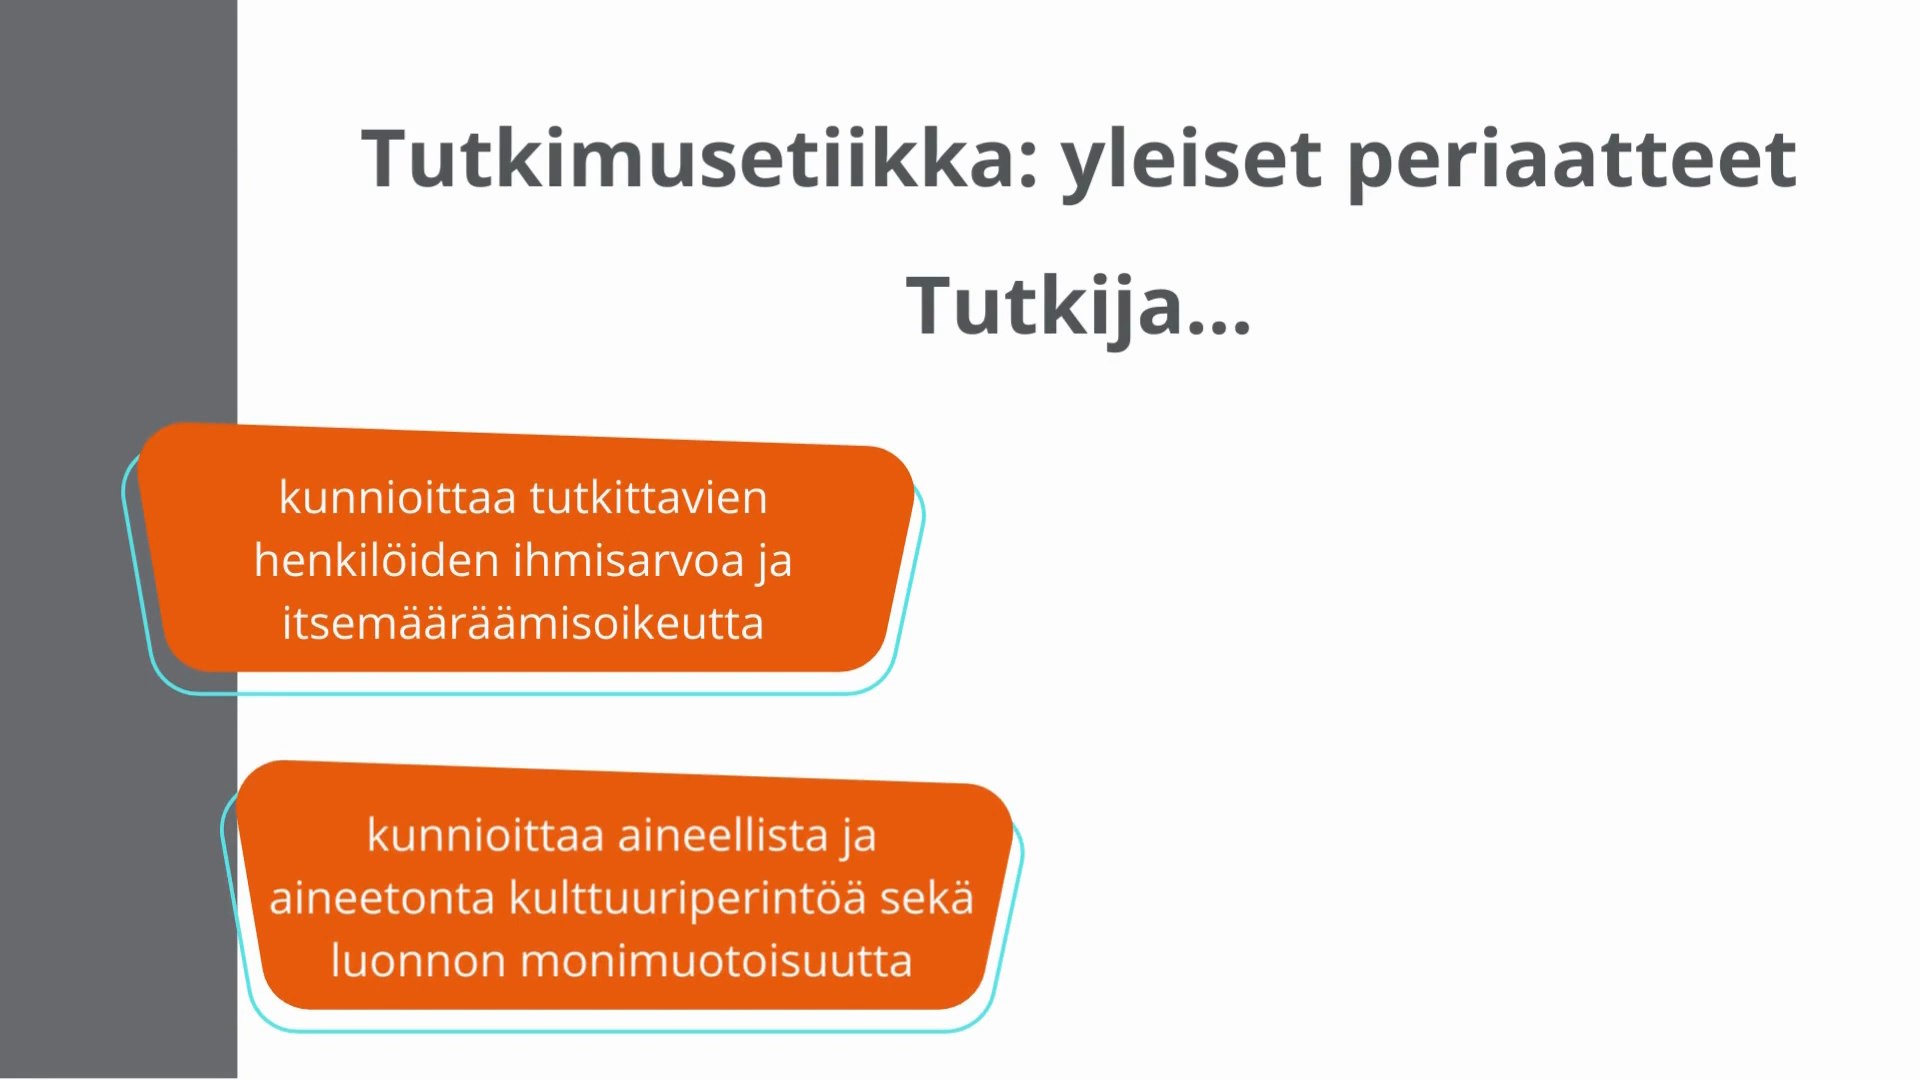 Tutkimusetiikka: yleiset periaatteet
Tutkija...
kunnioittaa tutkittavien
henkilöiden ihmisarvoa ja
itsemääräämisoikeutta
kunnioittaa aineellista ja
aineetonta kulttuuriperintöä sekä
luonnon monimuotoisuutta